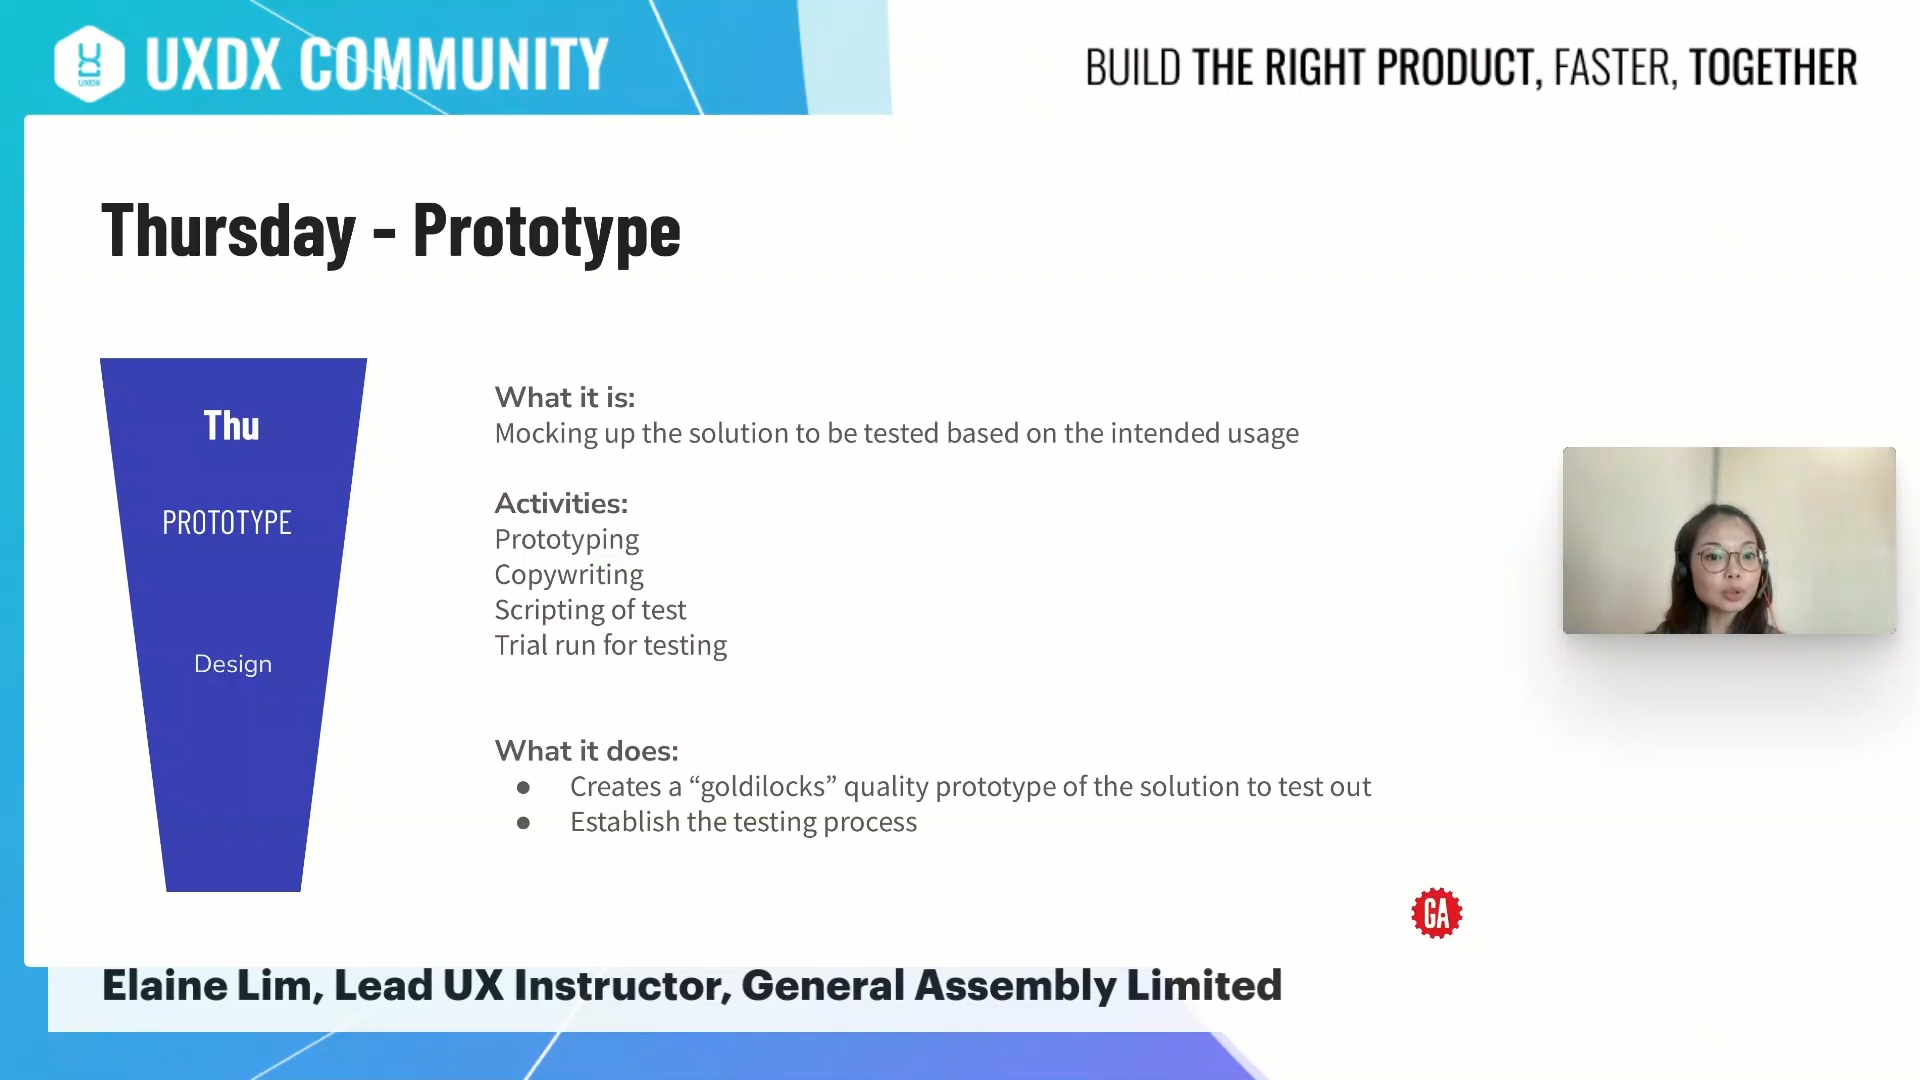 UXDX
UXDX COMMUNITY
BUILD THE RIGHT PRODUCT, FASTER, TOGETHER
Thursday - Prototype
Thu
PROTOTYPE
Design
What it is:
Mocking up the solution to be tested based on the intended usage
Activities:
Prototyping
Copywriting
Scripting of test
Trial run for testing
What it does:
● Creates a “goldilocks” quality prototype of the solution to test out
● Establish the testing process
GA
Elaine Lim, Lead UX Instructor, General Assembly Limited